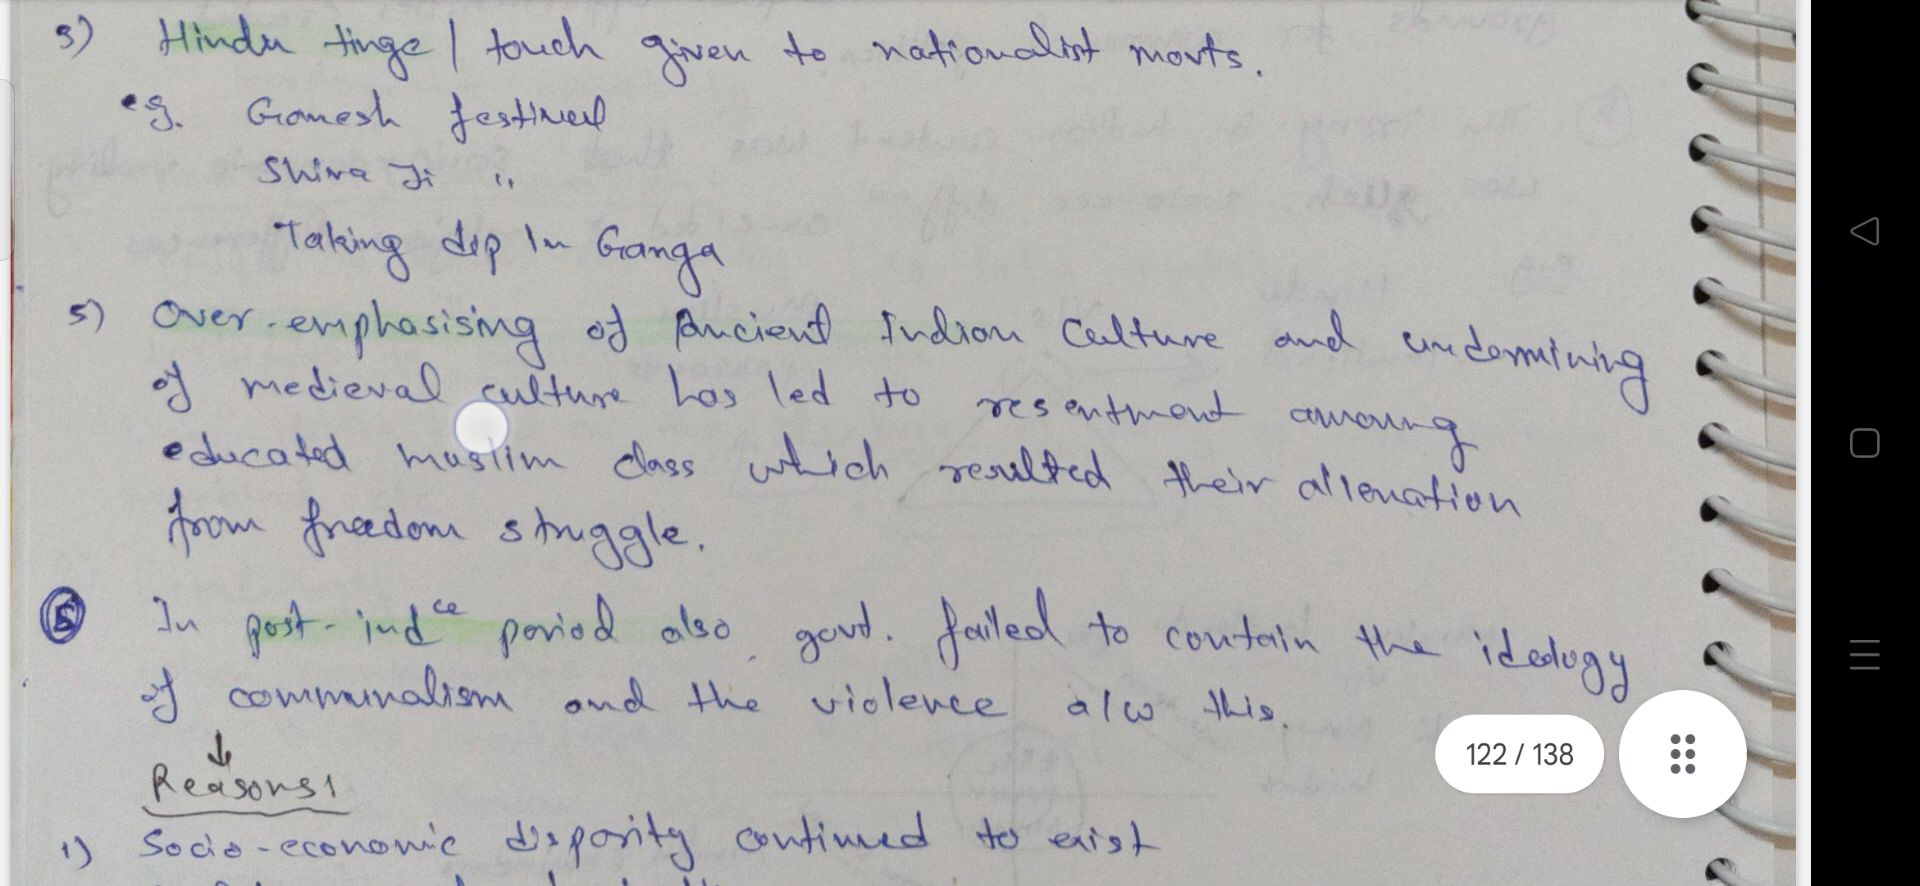 3) Hindu tinge / touch given to nationalist movts.
eg. Ganesh festival
Shiva Ji "
Taking dip in Ganga
5) Over-emphasising of Ancient Indian Culture and undermining
of medieval culture has led to resentment among
educated muslim class which resulted their alienation
from freedom struggle.
5 In post-indce period also govt. failed to contain the idelogy
of communalism and the violence a/w this.
↓
Reasons:
1) Socio-economic disparity continued to exist
122 / 138